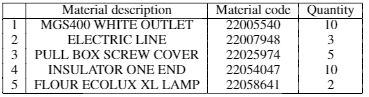 Material description Material code Quantity
1 MGS400 WHITE OUTLET 22005540 10
2 ELECTRIC LINE 22007948 3
3 PULL BOX SCREW COVER 22025974 5
4 INSULATOR ONE END 22054047 10
5 FLOUR ECOLUX XL LAMP 22058641 2